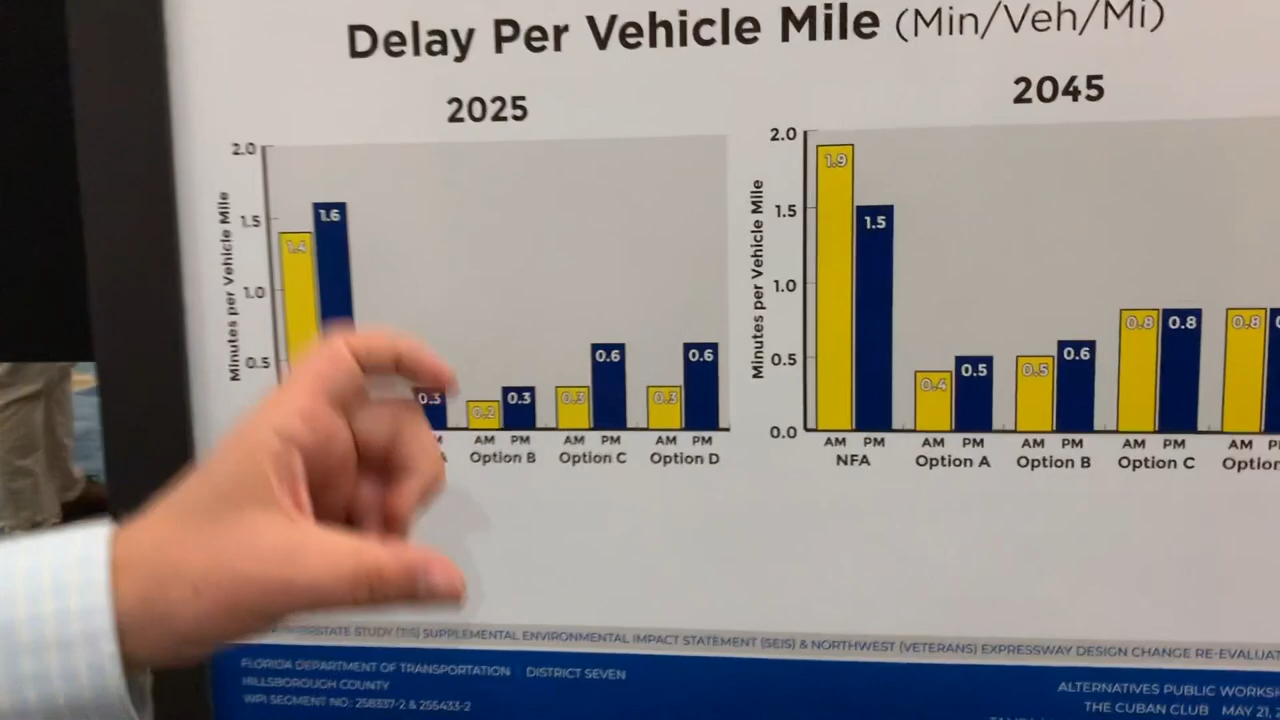 Delay Per Vehicle Mile (Min/Veh/Mi)
2025
2.0
1.5
1.0
0.5
Minutes per Vehicle Mile
1.4
1.6
0.3
0.2
0.3
0.3
0.6
0.3
0.6
AM PM AM PM AM PM
Option B Option C Option D
2045
2.0
1.5
1.0
0.5
0.0
Minutes per Vehicle Mile
1.9
1.5
0.4
0.5
0.5
0.6
0.8
0.8
0.8
AM PM AM PM AM PM AM PM AM
NFA Option A Option B Option C Option
STATE STUDY (TIS) SUPPLEMENTAL ENVIRONMENTAL IMPACT STATEMENT (SEIS) & NORTHWEST (VETERANS) EXPRESSWAY DESIGN CHANGE
FLORIDA DEPARTMENT OF TRANSPORTATION DISTRICT SEVEN
HILLSBOROUGH COUNTY
WPI SEGMENT NO.: 258337-2 & 255433-2
ALTERNATIVES PUBLIC
THE CUBAN CLUB MAY 21,